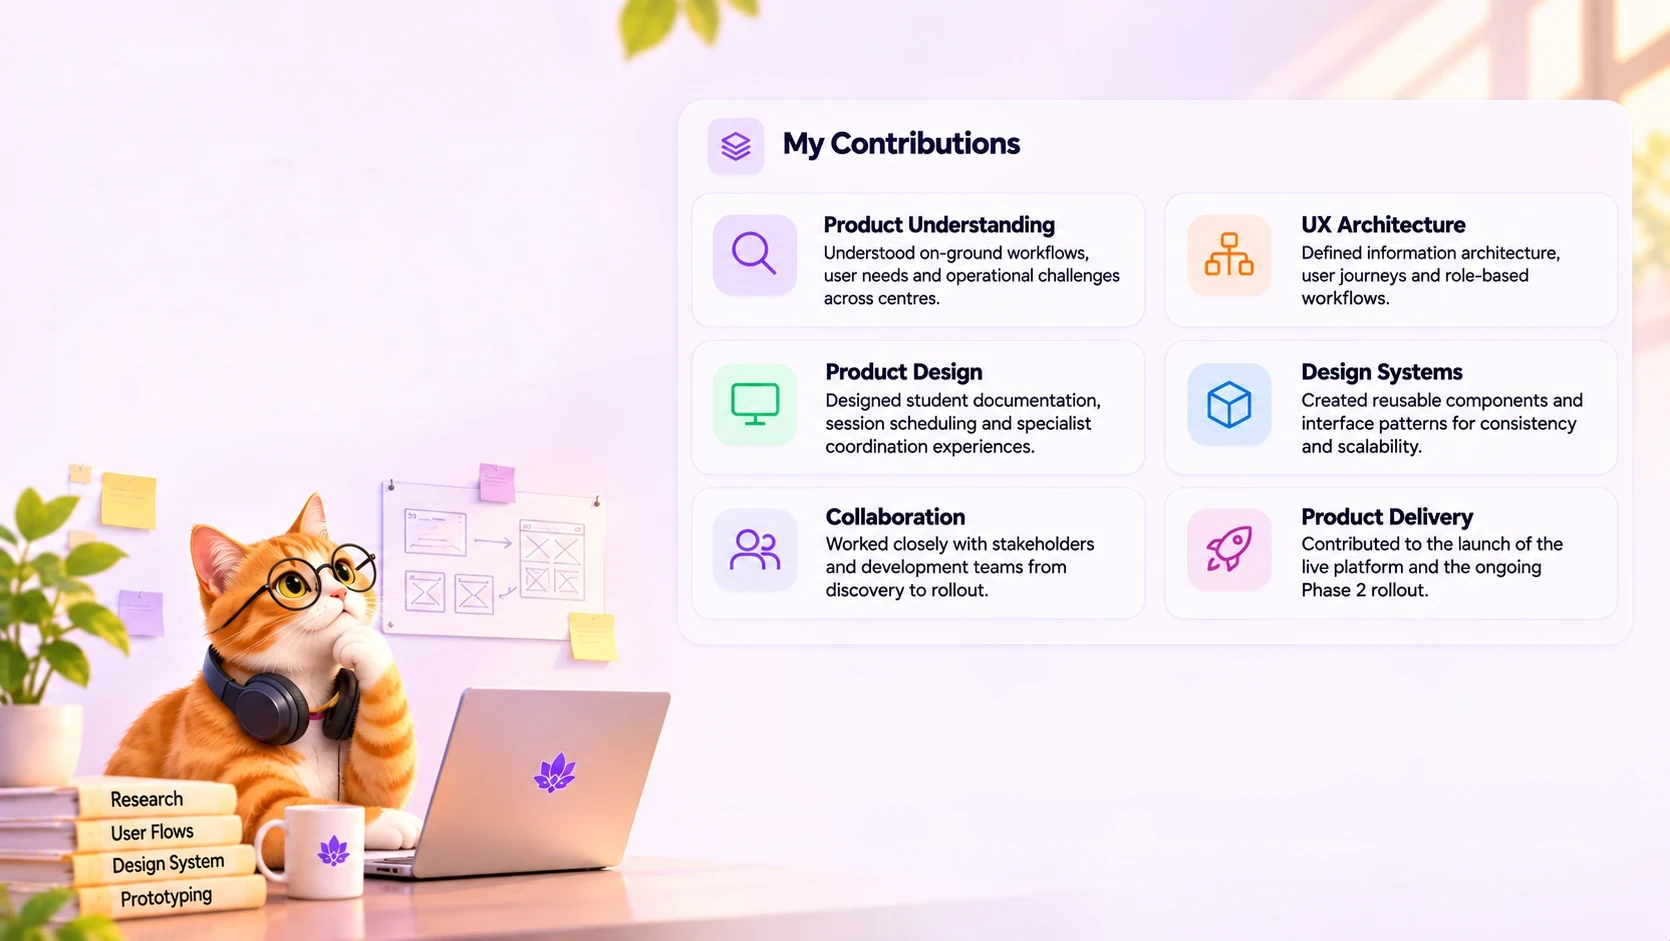 My Contributions
Product Understanding
Understood on-ground workflows,
user needs and operational challenges
across centres.
UX Architecture
Defined information architecture,
user journeys and role-based
workflows.
Product Design
Designed student documentation,
session scheduling and specialist
coordination experiences.
Design Systems
Created reusable components and
interface patterns for consistency
and scalability.
Collaboration
Worked closely with stakeholders
and development teams from
discovery to rollout.
Product Delivery
Contributed to the launch of the
live platform and the ongoing
Phase 2 rollout.
Research
User Flows
Design System
Prototyping